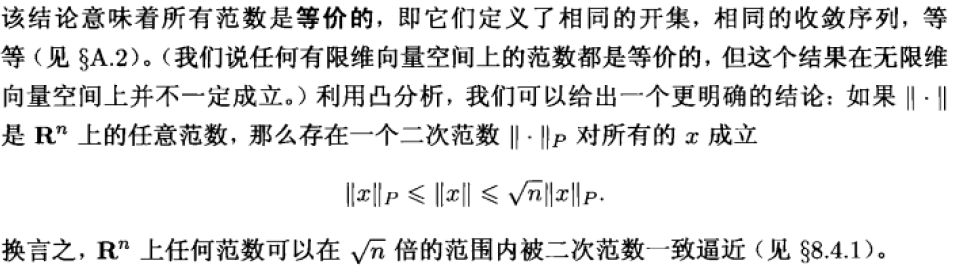 该结论意味着所有范数是等价的，即它们定义了相同的开集，相同的收敛序列，等
等（见 §A.2）。（我们说任何有限维向量空间上的范数都是等价的，但这个结果在无限维
向量空间上并不一定成立。）利用凸分析，我们可以给出一个更明确的结论：如果 ‖·‖
是 Rⁿ 上的任意范数，那么存在一个二次范数 ‖·‖_P 对所有的 x 成立
‖x‖_P ⩽ ‖x‖ ⩽ √n‖x‖_P.
换言之，Rⁿ 上任何范数可以在 √n 倍的范围内被二次范数一致逼近（见 §8.4.1）。